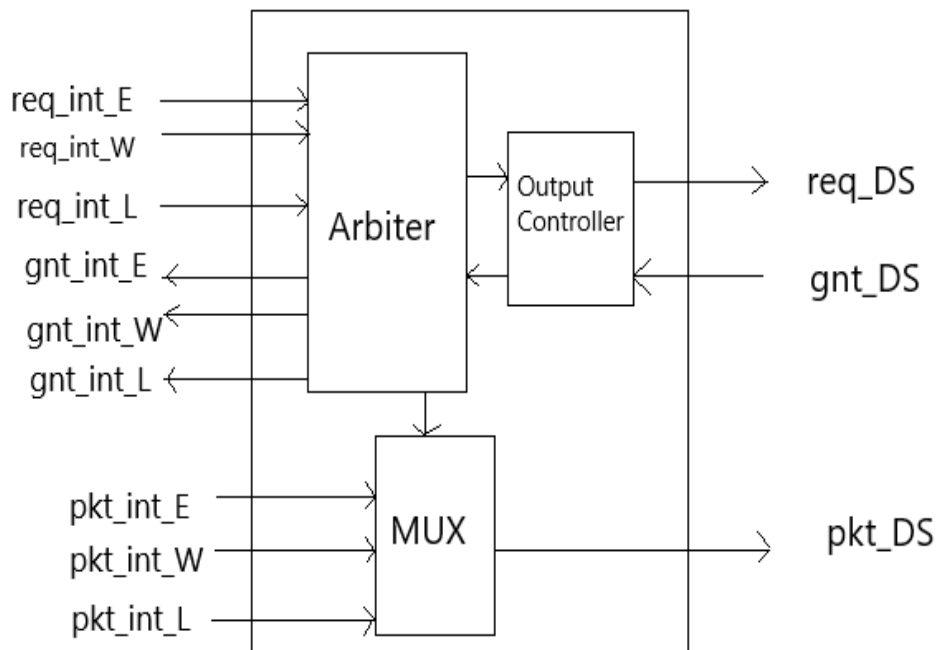 req_int_E
req_int_W
req_int_L
gnt_int_E
gnt_int_W
gnt_int_L
Arbiter
Output
Controller
req_DS
gnt_DS
pkt_int_E
pkt_int_W
pkt_int_L
MUX
pkt_DS